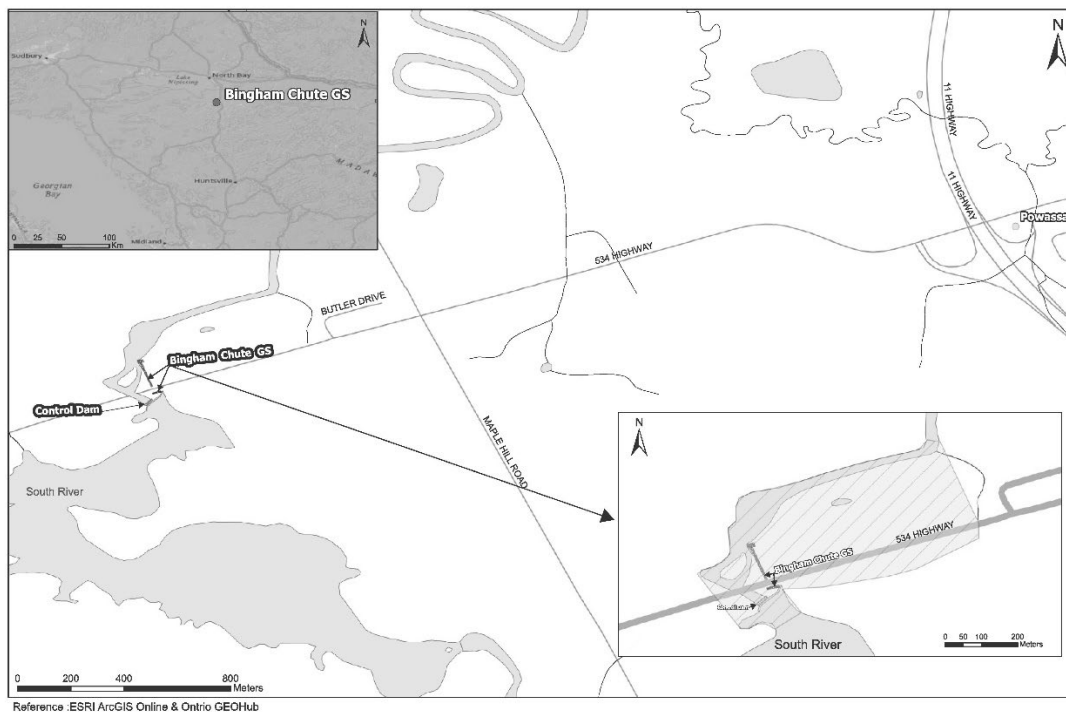 N
Sudbury
Lake
Nipissing
North Bay
Bingham Chute GS
Huntsville
Georgian
Bay
Midland
0 25 50 100
Km
N
11 HIGHWAY
11 HIGHWAY
Powassa
534 HIGHWAY
BUTLER DRIVE
Bingham Chute GS
Control Dam
MAPLE HILL ROAD
South River
N
534 HIGHWAY
Bingham Chute GS
South River
0 50 100 200
Meters
0 200 400 800
Meters
Reference :ESRI ArcGIS Online & Ontrio GEOHub